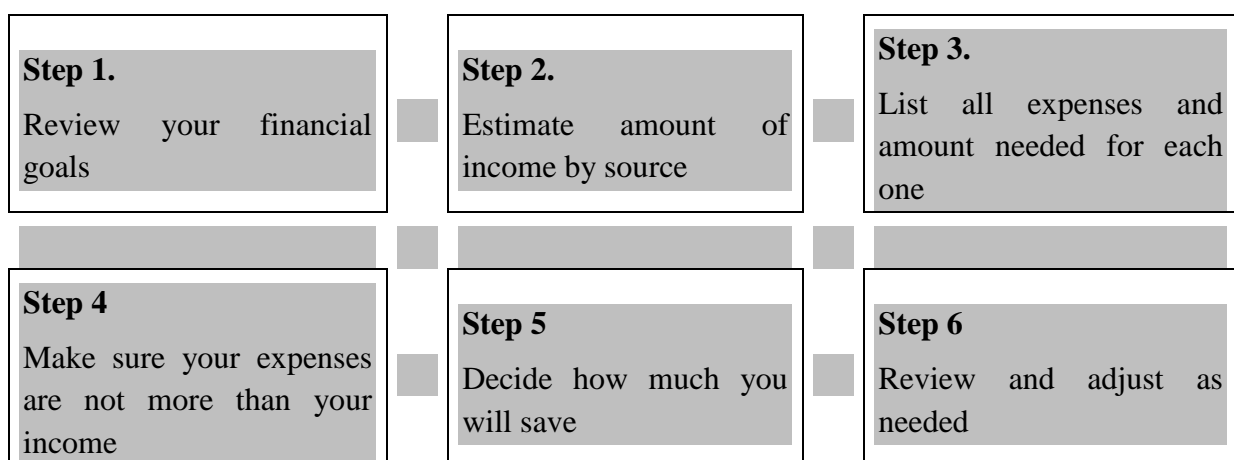 Step 1.
Review your financial
goals
Step 2.
Estimate amount of
income by source
Step 3.
List all expenses and
amount needed for each
one
Step 4
Make sure your expenses
are not more than your
income
Step 5
Decide how much you
will save
Step 6
Review and adjust as
needed